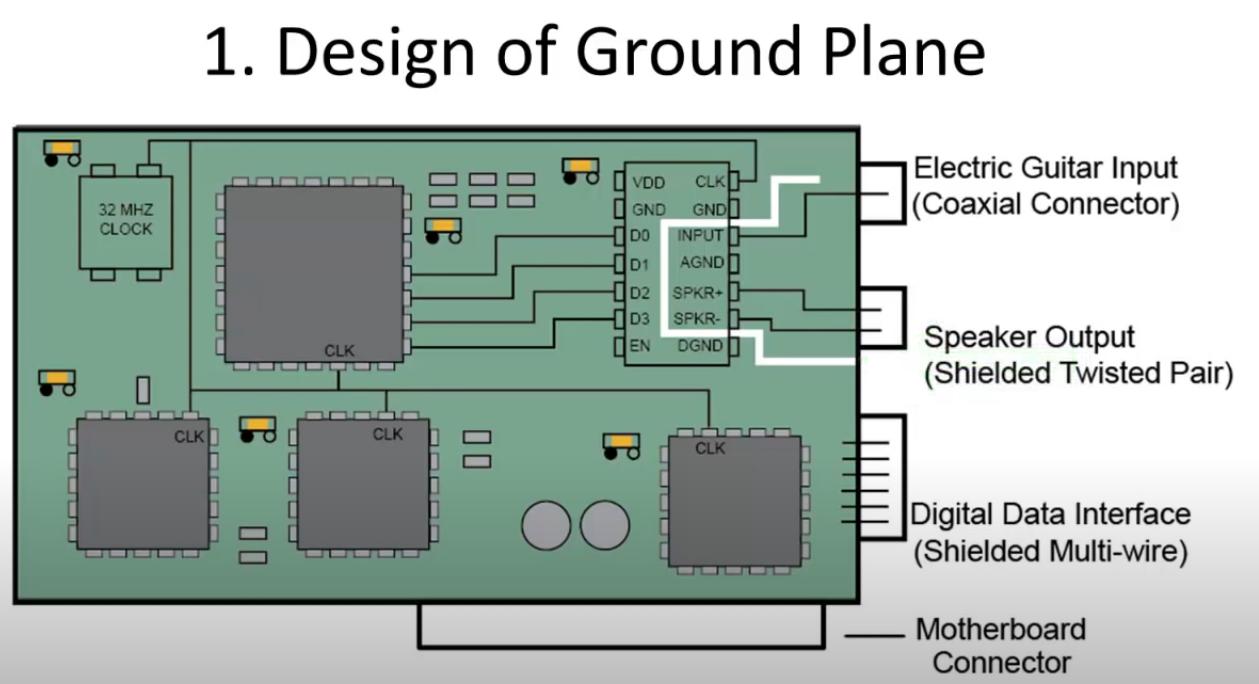 1. Design of Ground Plane
32 MHZ
CLOCK
VDD
CLK
GND
GND
D0
INPUT
D1
AGND
D2
SPKR+
D3
SPKR-
EN
DGND
CLK
CLK
CLK
CLK
Electric Guitar Input
(Coaxial Connector)
Speaker Output
(Shielded Twisted Pair)
Digital Data Interface
(Shielded Multi-wire)
Motherboard
Connector